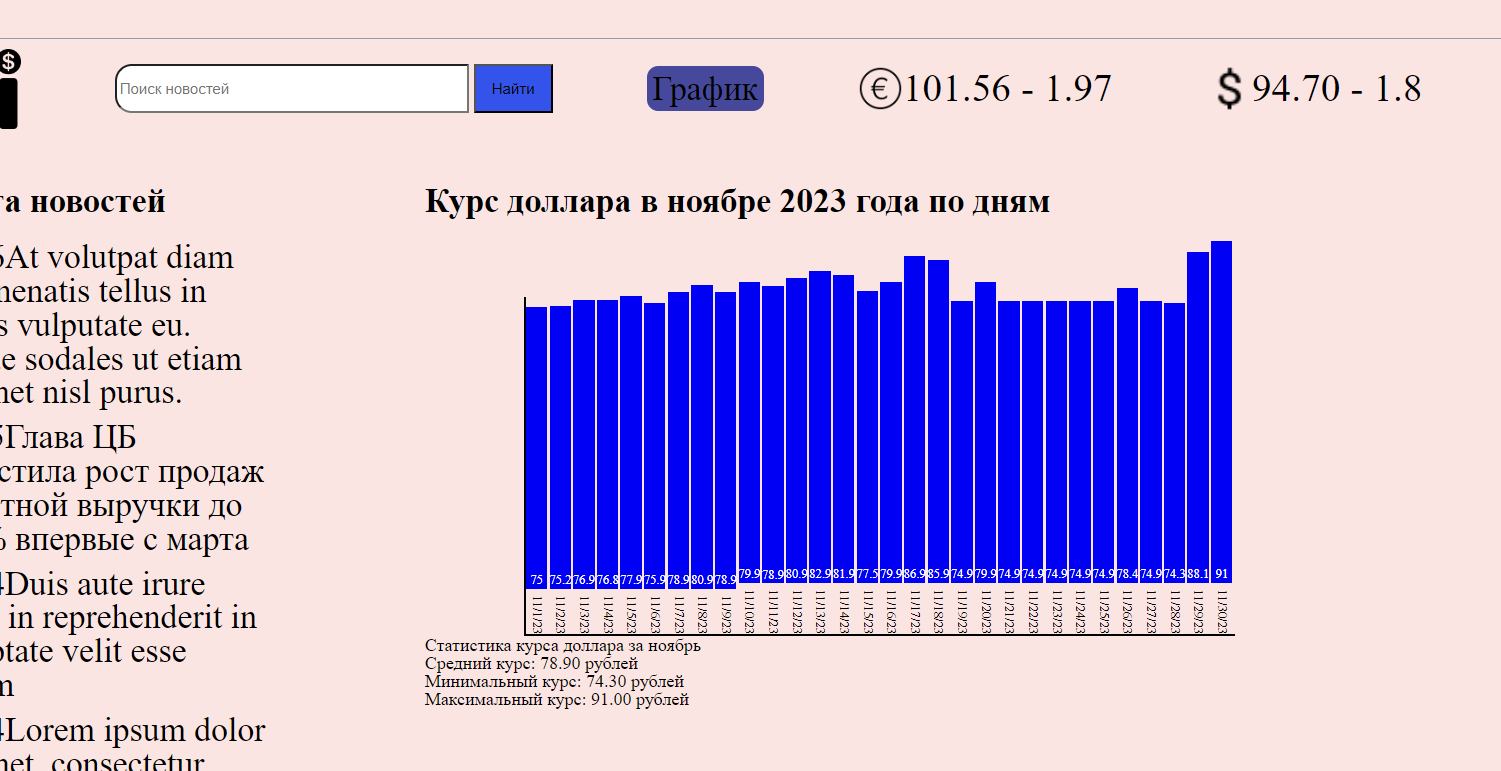 $
Поиск новостей
Найти
График
€ 101.56 - 1.97
$ 94.70 - 1.8
та новостей
6At volutpat diam
nenatis tellus in
s vulputate eu.
e sodales ut etiam
net nisl purus.
5Глава ЦБ
стила рост продаж
тной выручки до
% впервые с марта
4Duis aute irure
in reprehenderit in
ptate velit esse
m
4Lorem ipsum dolor
net, consectetur
Курс доллара в ноябре 2023 года по дням
75 75.2 76.9 76.8 77.9 75.9 78.9 80.9 78.9 79.9 78.9 80.9 82.9 81.9 77.5 79.9 86.9 85.9 74.9 79.9 74.9 74.9 74.9 74.9 74.9 78.4 74.9 74.3 88.1 91
11/1/23 11/2/23 11/3/23 11/4/23 11/5/23 11/6/23 11/7/23 11/8/23 11/9/23 11/10/23 11/11/23 11/12/23 11/13/23 11/14/23 11/15/23 11/16/23 11/17/23 11/18/23 11/19/23 11/20/23 11/21/23 11/22/23 11/23/23 11/24/23 11/25/23 11/26/23 11/27/23 11/28/23 11/29/23 11/30/23
Статистика курса доллара за ноябрь
Средний курс: 78.90 рублей
Минимальный курс: 74.30 рублей
Максимальный курс: 91.00 рублей